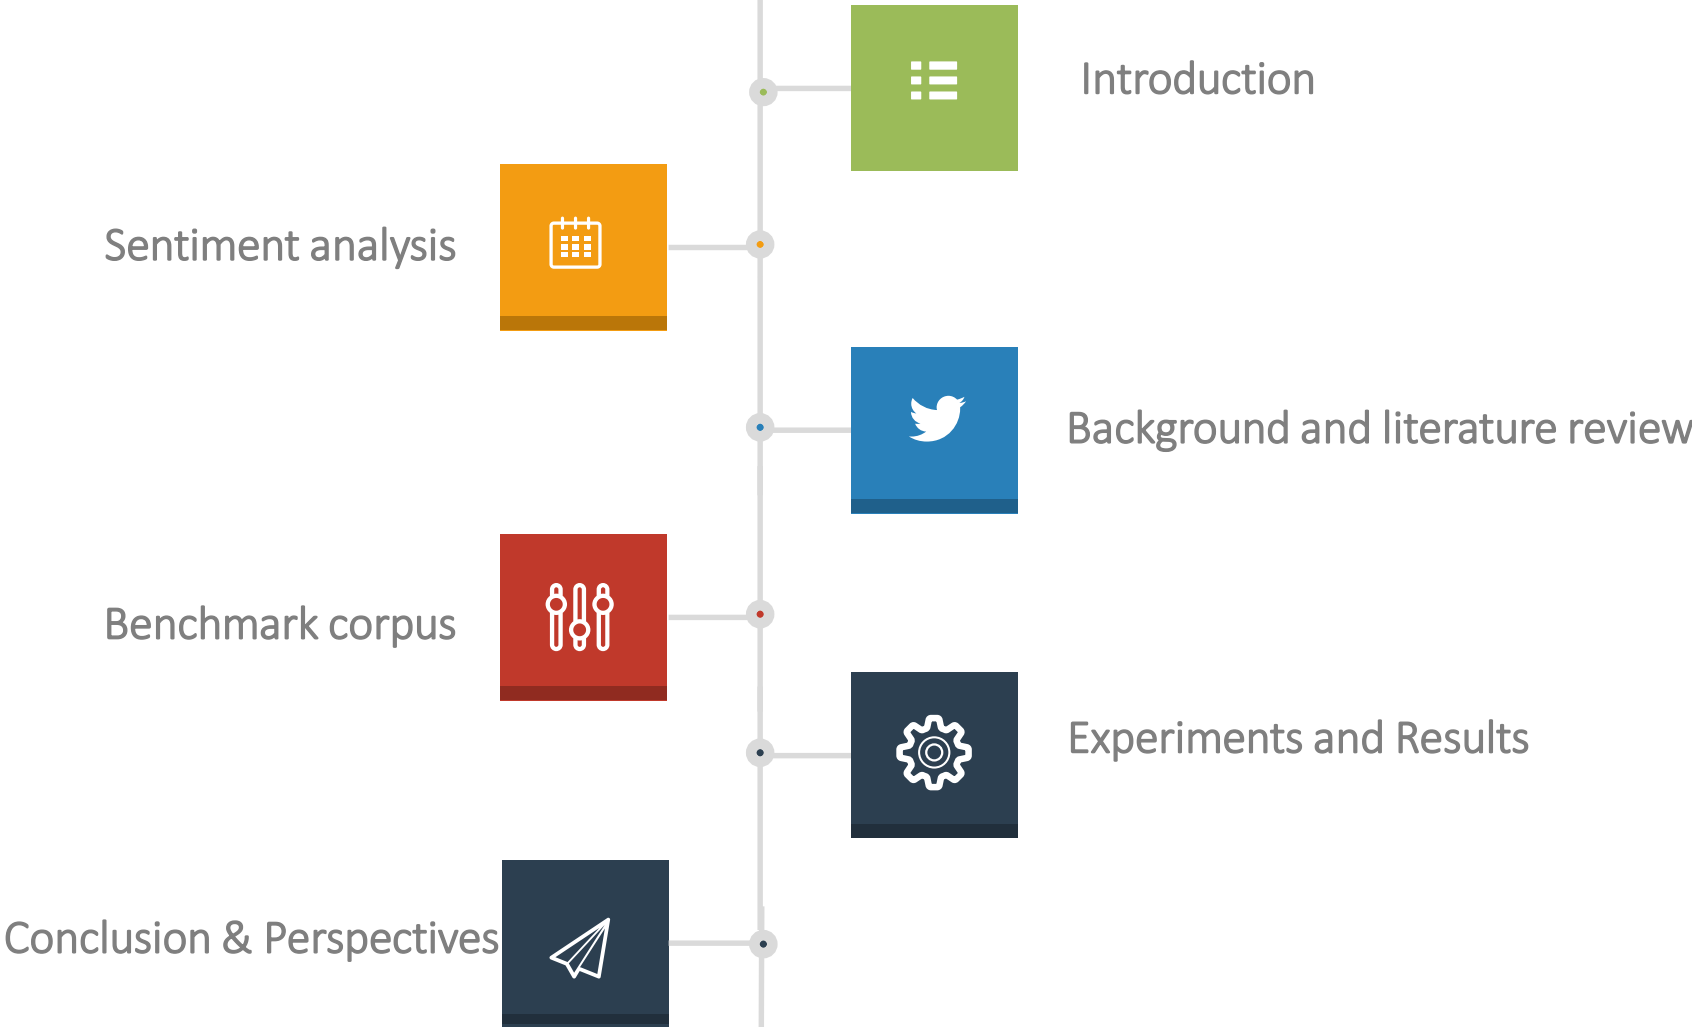 Introduction
Sentiment analysis
Background and literature review
Benchmark corpus
Experiments and Results
Conclusion & Perspectives